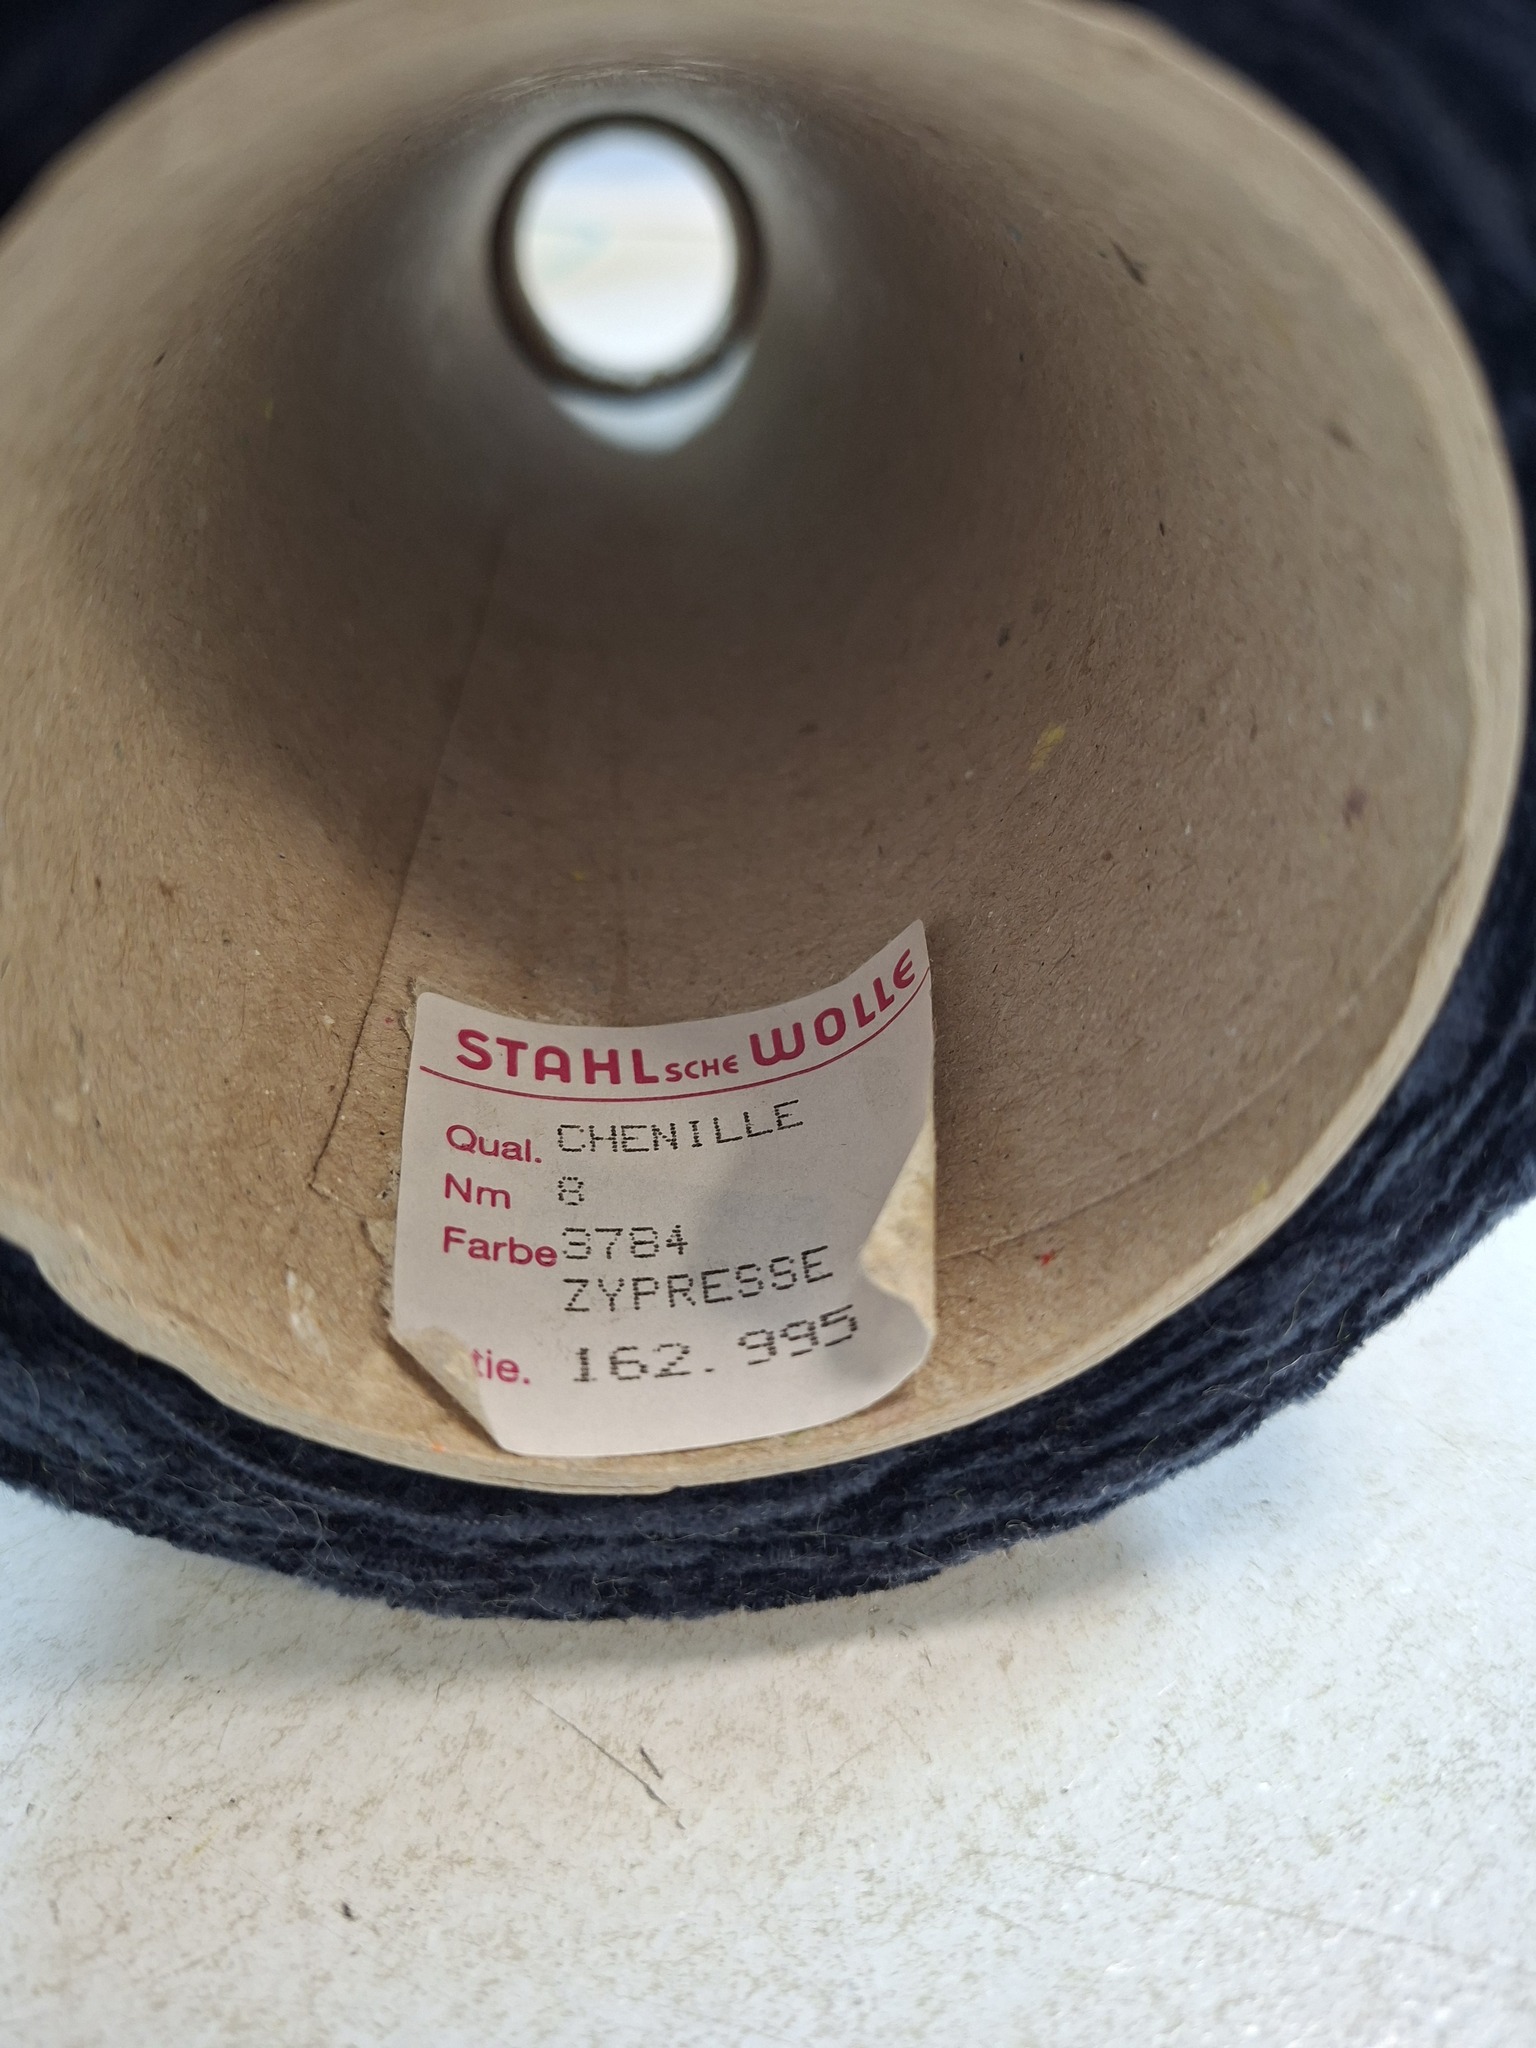 STAHLSCHE WOLLE
Qual. CHENILLE
Nm 8
Farbe 3784
ZYPRESSE
tie. 162.995